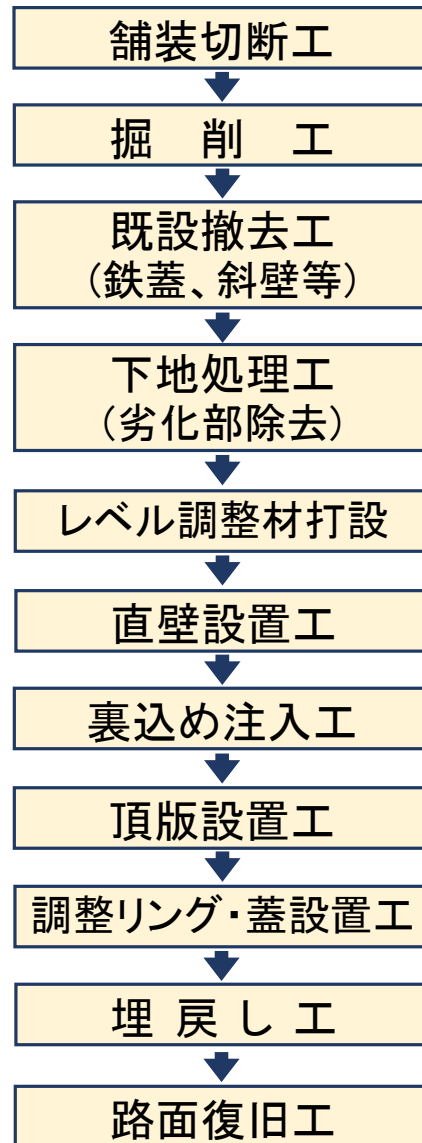 舗装切断工
掘　削　工
既設撤去工
（鉄蓋、斜壁等）
下地処理工
（劣化部除去）
レベル調整材打設
直壁設置工
裏込め注入工
頂版設置工
調整リング・蓋設置工
埋 戻 し 工
路面復旧工